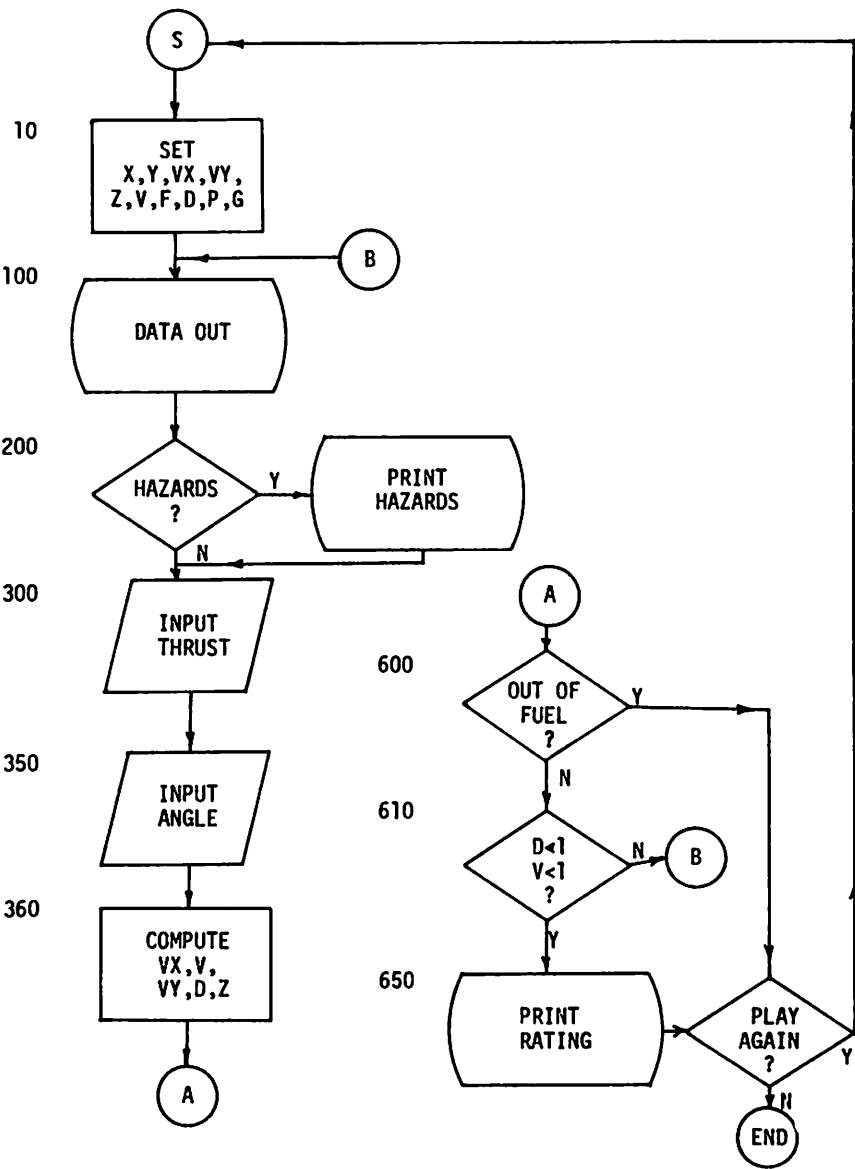 S
10
SET
X,Y,VX,VY,
Z,V,F,D,P,G
B
100
DATA OUT
200
HAZARDS
?
Y
PRINT
HAZARDS
N
300
INPUT
THRUST
350
INPUT
ANGLE
360
COMPUTE
VX,V,
VY,D,Z
A
A
600
OUT OF
FUEL
?
Y
N
610
D<1
V<1
?
N
B
Y
650
PRINT
RATING
PLAY
AGAIN
?
Y
N
END